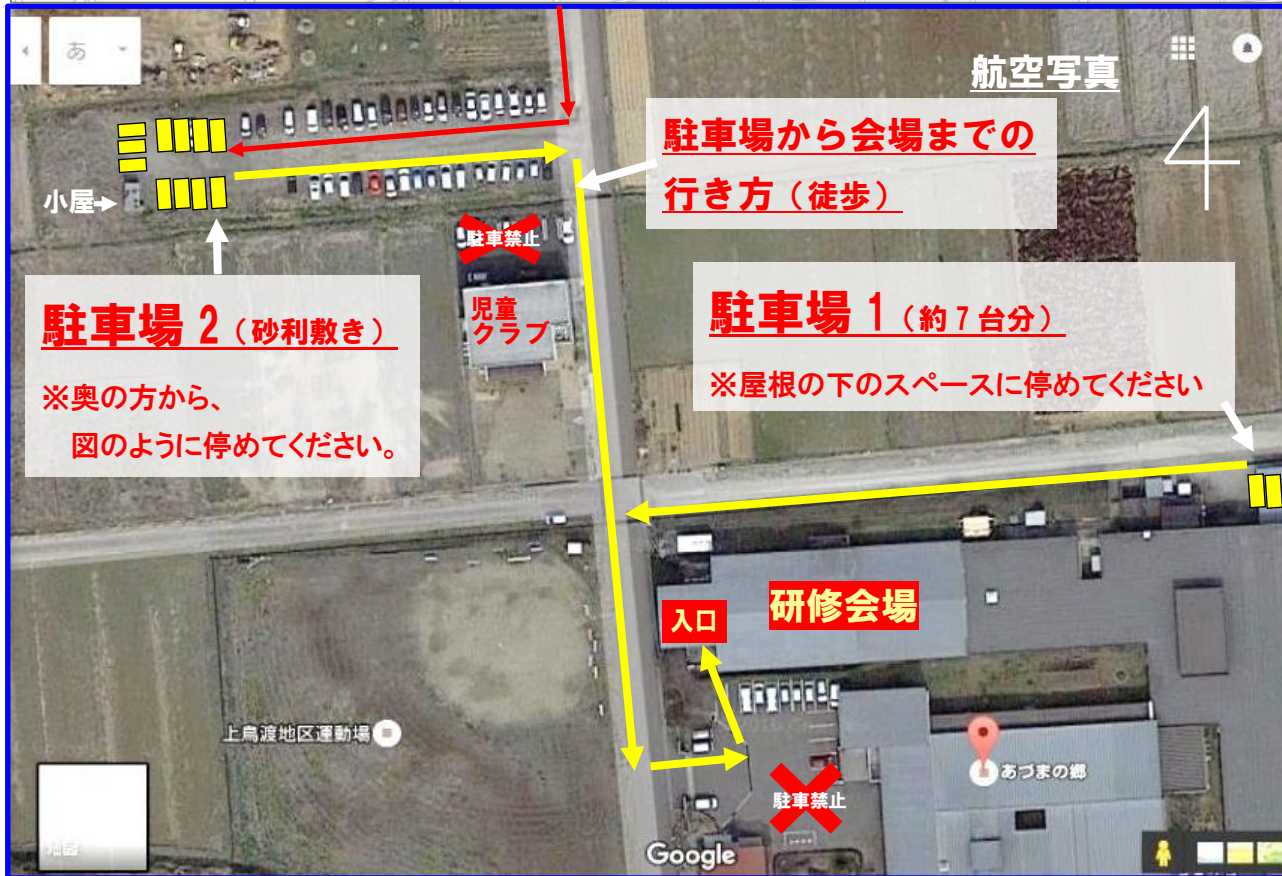 あ
航空写真
駐車場から会場までの
行き方（徒歩）
小屋→
駐車禁止
児童
クラブ
駐車場2（砂利敷き）
※奥の方から、
図のように停めてください。
駐車場1（約7台分）
※屋根の下のスペースに停めてください
研修会場
入口
上鳥渡地区運動場
あづまの郷
駐車禁止
地図
Google